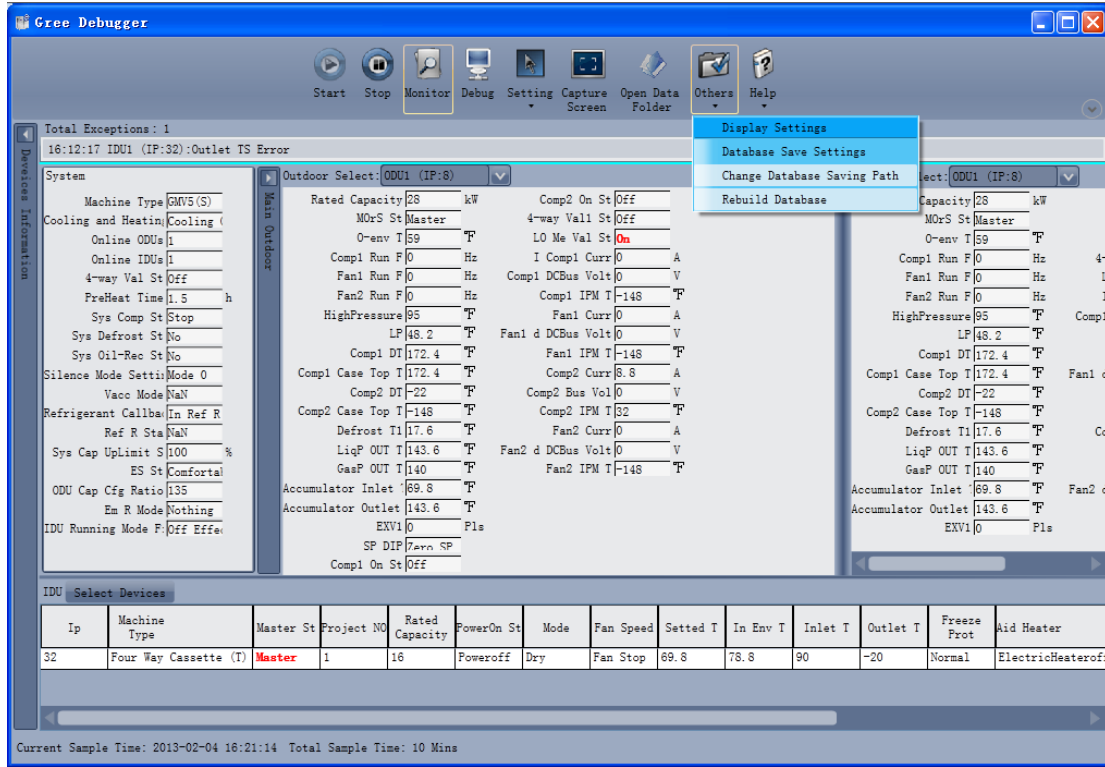 Gree Debugger
Start Stop Monitor Debug Setting Capture Screen Open Data Folder Others Help
Display Settings
Database Save Settings
Change Database Saving Path
Rebuild Database
Total Exceptions: 1
16:12:17 IDU1 (IP:32):Outlet TS Error
Deveices Information
System
Machine Type GMV5(S)
Cooling and Heatin Cooling (
Online ODUs 1
Online IDUs 1
4-way Val St Off
PreHeat Time 1.5 h
Sys Comp St Stop
Sys Defrost St No
Sys Oil-Rec St No
Silence Mode Setti Mode 0
Vacc Mode NaN
Refrigerant Callba In Ref R
Ref R Sta NaN
Sys Cap UpLimit S 100 %
ES St Comfortal
ODU Cap Cfg Ratio 135
Em R Mode Nothing
IDU Running Mode F: Off Effe
Main Outdoor
Outdoor Select: ODU1 (IP:8)
Rated Capacity 28 kW
MOrS St Master
O-env T 59 °F
Comp1 Run F 0 Hz
Fan1 Run F 0 Hz
Fan2 Run F 0 Hz
HighPressure 95 °F
LP 48.2 °F
Comp1 DT 172.4 °F
Comp1 Case Top T 172.4 °F
Comp2 DT -22 °F
Comp2 Case Top T -148 °F
Defrost T1 17.6 °F
LiqP OUT T 143.6 °F
GasP OUT T 140 °F
Accumulator Inlet 69.8 °F
Accumulator Outlet 143.6 °F
EXV1 0 Pls
SP DIP Zero SP
Comp1 On St Off
Comp2 On St Off
4-way Val1 St Off
LO Me Val St On
I Comp1 Curr 0 A
Comp1 DCBus Volt 0 V
Comp1 IPM T -148 °F
Fan1 Curr 0 A
Fan1 d DCBus Volt 0 V
Fan1 IPM T -148 °F
Comp2 Curr 8.8 A
Comp2 Bus Vol 0 V
Comp2 IPM T 32 °F
Fan2 Curr 0 A
Fan2 d DCBus Volt 0 V
Fan2 IPM T -148 °F
lect: ODU1 (IP:8)
Capacity 28 kW
MOrS St Master
O-env T 59 °F
Comp1 Run F 0 Hz 4-
Fan1 Run F 0 Hz
Fan2 Run F 0 Hz
HighPressure 95 °F Comp1
LP 48.2 °F
Comp1 DT 172.4 °F
Comp1 Case Top T 172.4 °F Fan1 d
Comp2 DT -22 °F
Comp2 Case Top T -148 °F
Defrost T1 17.6 °F Co
LiqP OUT T 143.6 °F
GasP OUT T 140 °F
Accumulator Inlet 69.8 °F Fan2 d
Accumulator Outlet 143.6 °F
EXV1 0 Pls
IDU Select Devices
Ip Machine Type Master St Project NO Rated Capacity PowerOn St Mode Fan Speed Setted T In Env T Inlet T Outlet T Freeze Prot Aid Heater
32 Four Way Cassette (T) Master 1 16 Poweroff Dry Fan Stop 69.8 78.8 90 -20 Normal ElectricHeaterof
Current Sample Time: 2013-02-04 16:21:14 Total Sample Time: 10 Mins